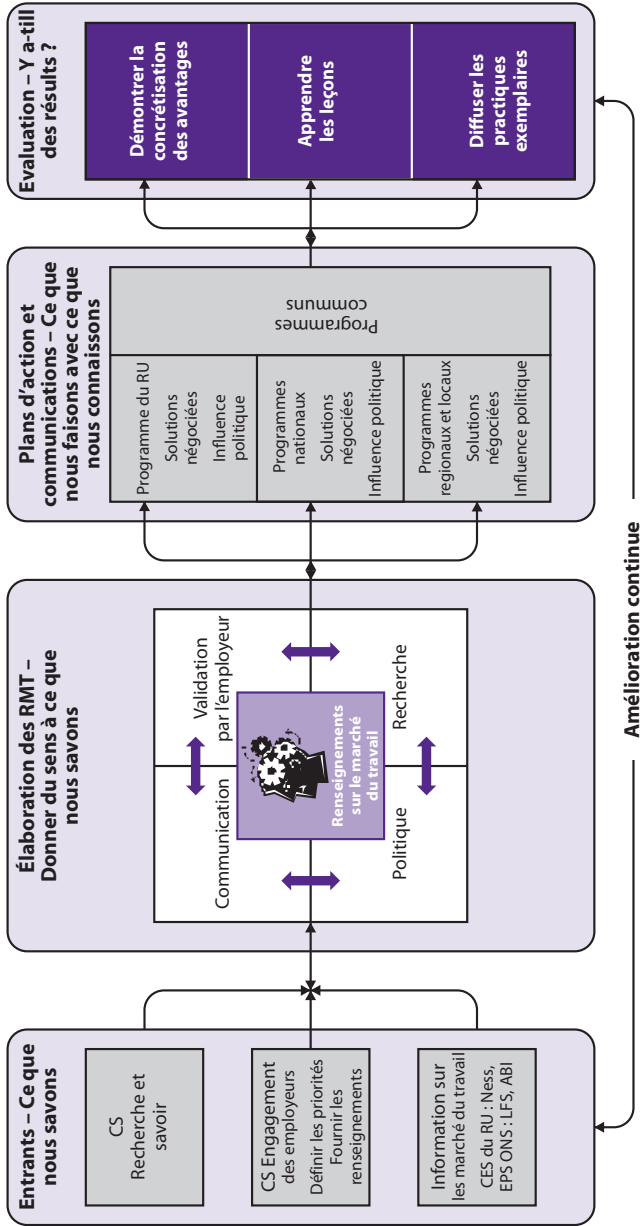 Entrants – Ce que
nous savons
CS
Recherche et
savoir
CS Engagement
des employeurs
Définir les priorités
Fournir les
renseignements
Information sur
les marché du travail
CES du RU : Ness,
EPS ONS : LFS, ABI
Élaboration des RMT –
Donner du sens à ce que
nous savons
Communication
Validation
par l’employeur
Renseignements
sur le marché
du travail
Politique
Recherche
Plans d’action et
communications – Ce que
nous faisons avec ce que
nous connaissons
Programme du RU
Solutions
négociées
Influence
politique
Programmes
nationaux
Solutions
négociées
Influence politique
Programmes
regionaux et locaux
Solutions
négociées
Influence politique
Programmes
communs
Evaluation – Y a-till
des résults ?
Démontrer la
concrétisation
des avantages
Apprendre
les leçons
Diffuser les
practiques
exemplaires
Amélioration continue